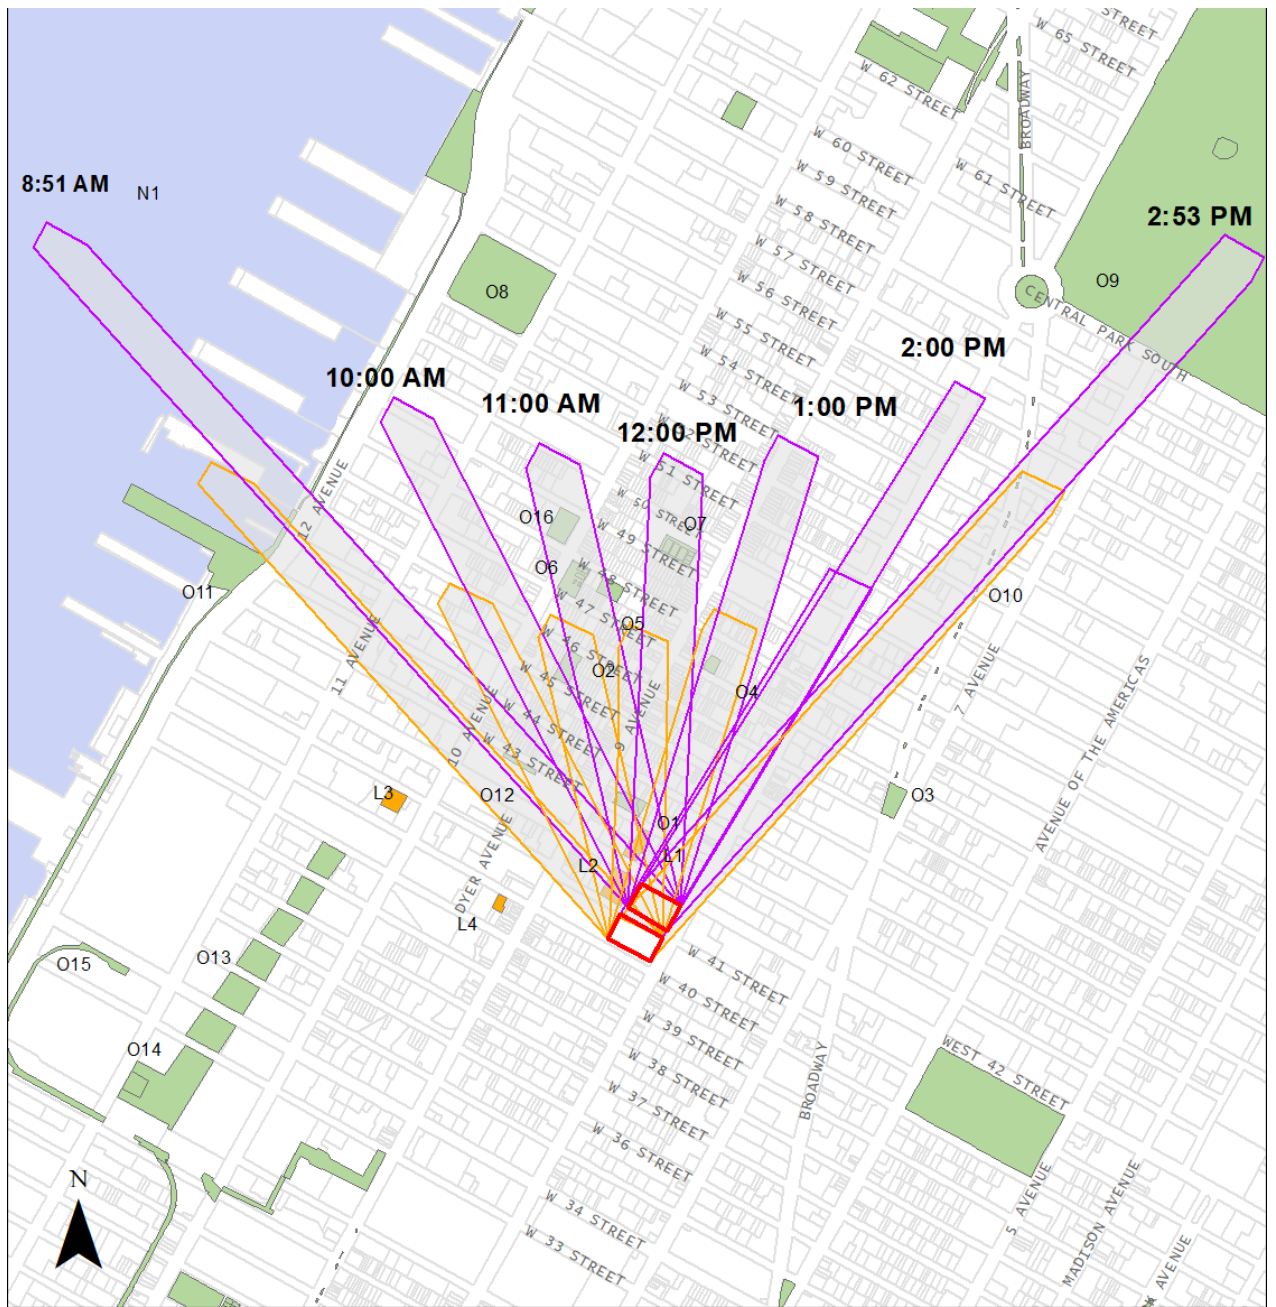 W 65 STREET
STREET
W 62 STREET
BROADWAY
W 60 STREET
W 61 STREET
W 59 STREET
8:51 AM
N1
W 58 STREET
2:53 PM
W 57 STREET
W 56 STREET
O9
O8
CENTRAL PARK SOUTH
W 55 STREET
2:00 PM
W 54 STREET
10:00 AM
W 53 STREET
11:00 AM
1:00 PM
12:00 PM
W 52 STREET
W 51 STREET
12 AVENUE
W 50 STREET
O16
O7
W 49 STREET
O6
W 48 STREET
O11
W 47 STREET
O10
O5
W 46 STREET
11 AVENUE
O2
W 45 STREET
O4
7 AVENUE
9 AVENUE
10 AVENUE
W 44 STREET
AVENUE OF THE AMERICAS
W 43 STREET
L3
O12
O3
O1
L1
L2
DYER AVENUE
L4
O13
O15
W 41 STREET
W 40 STREET
O14
W 39 STREET
WEST 42 STREET
W 38 STREET
BROADWAY
W 37 STREET
W 36 STREET
N
W 34 STREET
5 AVENUE
MADISON AVENUE
W 33 STREET
AVENUE